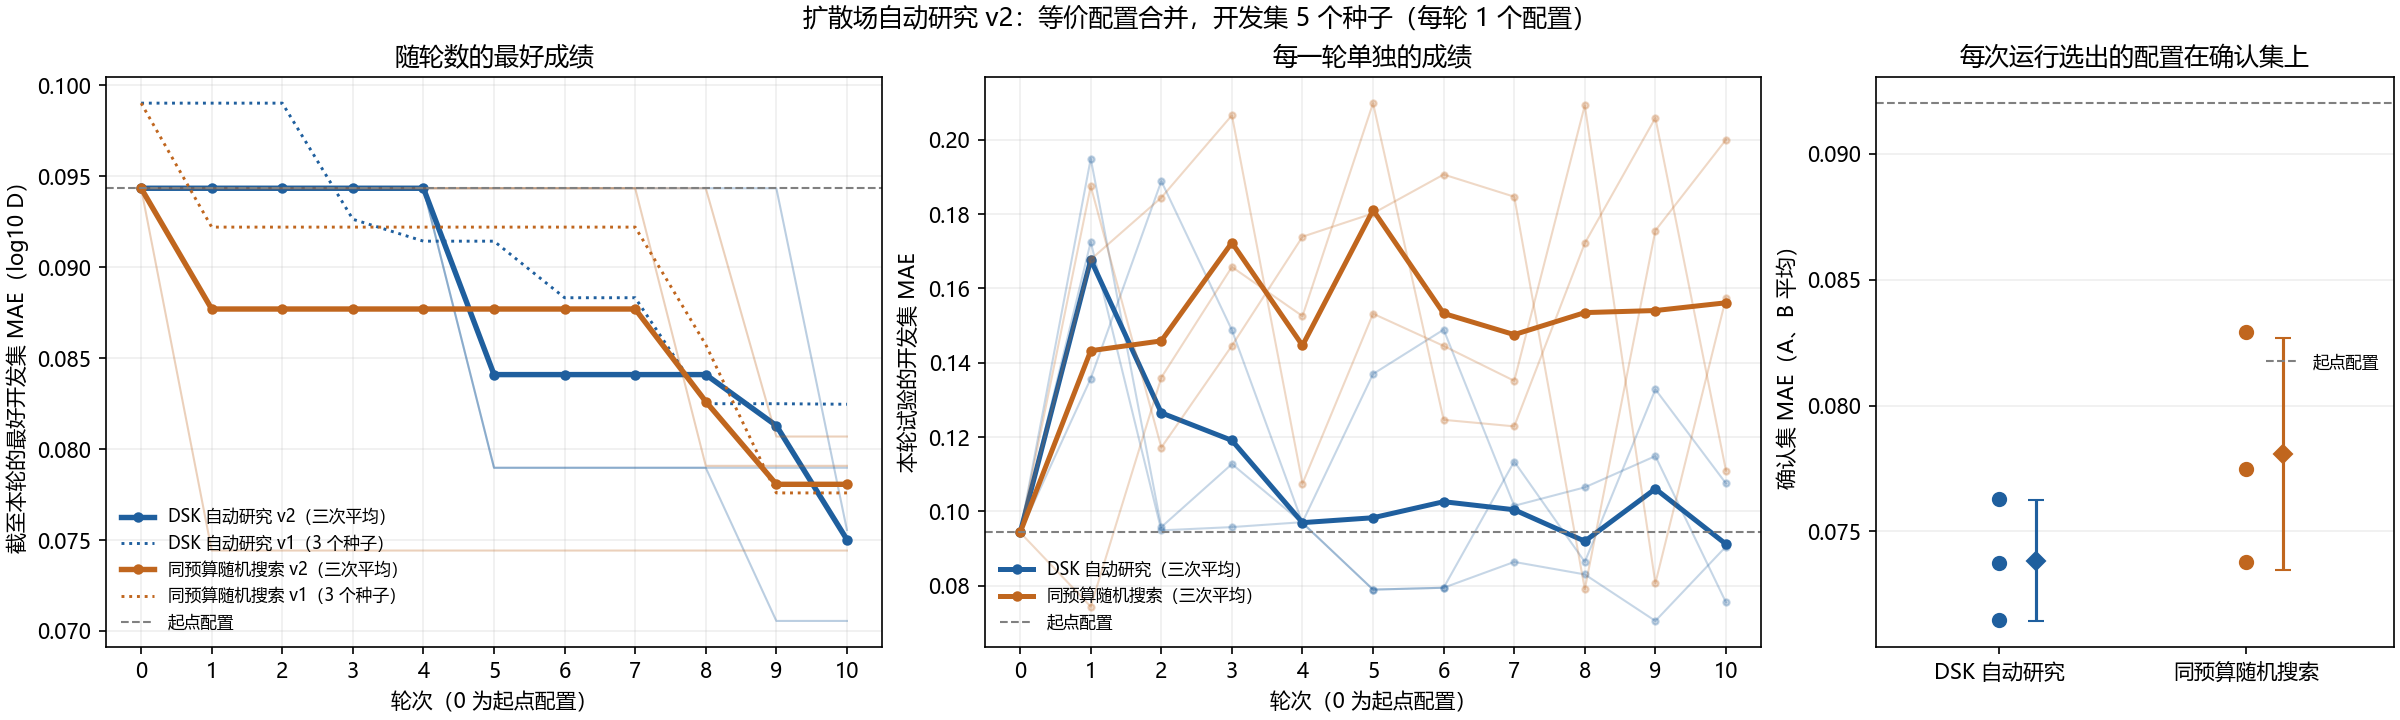 扩散场自动研究 v2：等价配置合并，开发集 5 个种子（每轮 1 个配置）
随轮数的最好成绩
截至本轮的最好开发集 MAE（log10 D）
0.100
0.095
0.090
0.085
0.080
0.075
0.070
DSK 自动研究 v2（三次平均）
DSK 自动研究 v1（3 个种子）
同预算随机搜索 v2（三次平均）
同预算随机搜索 v1（3 个种子）
起点配置
0 1 2 3 4 5 6 7 8 9 10
轮次（0 为起点配置）
每一轮单独的成绩
本轮试验的开发集 MAE
0.20
0.18
0.16
0.14
0.12
0.10
0.08
DSK 自动研究（三次平均）
同预算随机搜索（三次平均）
起点配置
0 1 2 3 4 5 6 7 8 9 10
轮次（0 为起点配置）
每次运行选出的配置在确认集上
确认集 MAE（A、B 平均）
0.090
0.085
0.080
0.075
起点配置
DSK 自动研究
同预算随机搜索